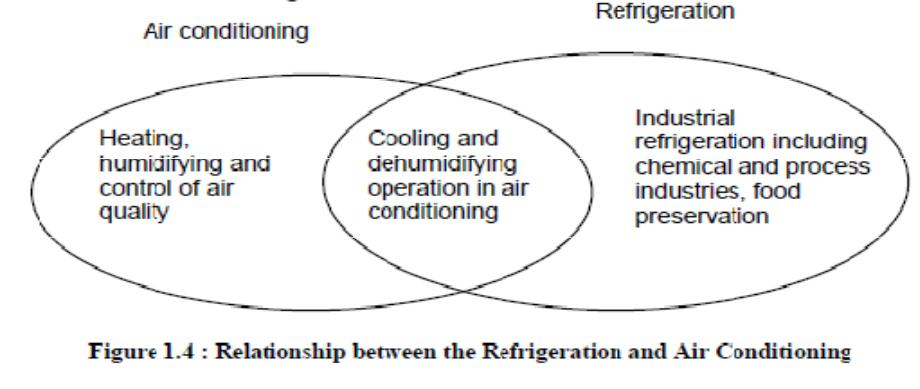 Refrigeration
Air conditioning
Heating,
humidifying and
control of air
quality
Cooling and
dehumidifying
operation in air
conditioning
Industrial
refrigeration including
chemical and process
industries, food
preservation
Figure 1.4 : Relationship between the Refrigeration and Air Conditioning